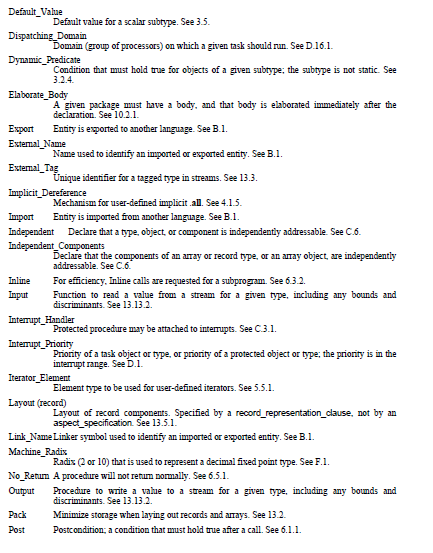 Default_Value
Default value for a scalar subtype. See 3.5.
Dispatching_Domain
Domain (group of processors) on which a given task should run. See D.16.1.
Dynamic_Predicate
Condition that must hold true for objects of a given subtype; the subtype is not static. See
3.2.4.
Elaborate_Body
A given package must have a body, and that body is elaborated immediately after the
declaration. See 10.2.1.
Export Entity is exported to another language. See B.1.
External_Name
Name used to identify an imported or exported entity. See B.1.
External_Tag
Unique identifier for a tagged type in streams. See 13.3.
Implicit_Dereference
Mechanism for user-defined implicit .all. See 4.1.5.
Import Entity is imported from another language. See B.1.
Independent Declare that a type, object, or component is independently addressable. See C.6.
Independent_Components
Declare that the components of an array or record type, or an array object, are independently
addressable. See C.6.
Inline For efficiency, Inline calls are requested for a subprogram. See 6.3.2.
Input Function to read a value from a stream for a given type, including any bounds and
discriminants. See 13.13.2.
Interrupt_Handler
Protected procedure may be attached to interrupts. See C.3.1.
Interrupt_Priority
Priority of a task object or type, or priority of a protected object or type; the priority is in the
interrupt range. See D.1.
Iterator_Element
Element type to be used for user-defined iterators. See 5.5.1.
Layout (record)
Layout of record components. Specified by a record_representation_clause, not by an
aspect_specification. See 13.5.1.
Link_Name Linker symbol used to identify an imported or exported entity. See B.1.
Machine_Radix
Radix (2 or 10) that is used to represent a decimal fixed point type. See F.1.
No_Return A procedure will not return normally. See 6.5.1.
Output Procedure to write a value to a stream for a given type, including any bounds and
discriminants. See 13.13.2.
Pack Minimize storage when laying out records and arrays. See 13.2.
Post Postcondition; a condition that must hold true after a call. See 6.1.1.